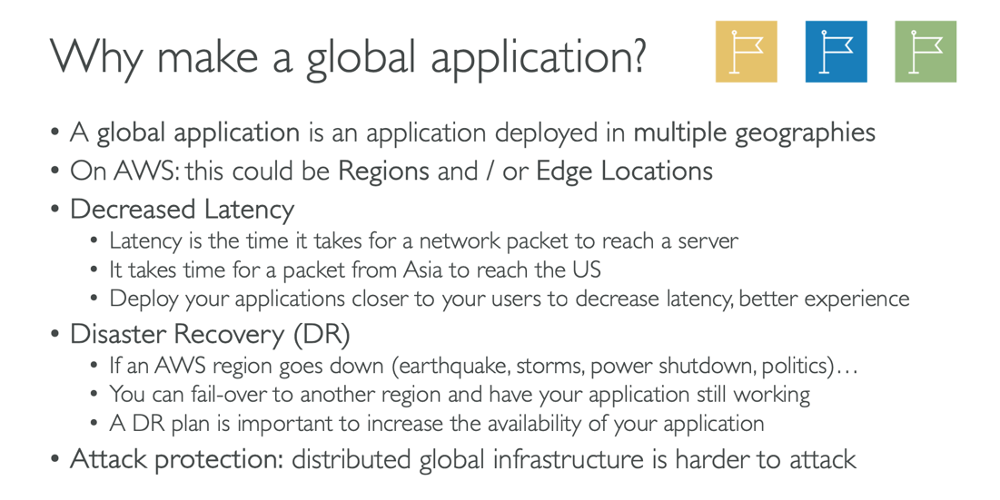 Why make a global application?
• A global application is an application deployed in multiple geographies
• On AWS: this could be Regions and / or Edge Locations
• Decreased Latency
• Latency is the time it takes for a network packet to reach a server
• It takes time for a packet from Asia to reach the US
• Deploy your applications closer to your users to decrease latency, better experience
• Disaster Recovery (DR)
• If an AWS region goes down (earthquake, storms, power shutdown, politics)…
• You can fail-over to another region and have your application still working
• A DR plan is important to increase the availability of your application
• Attack protection: distributed global infrastructure is harder to attack